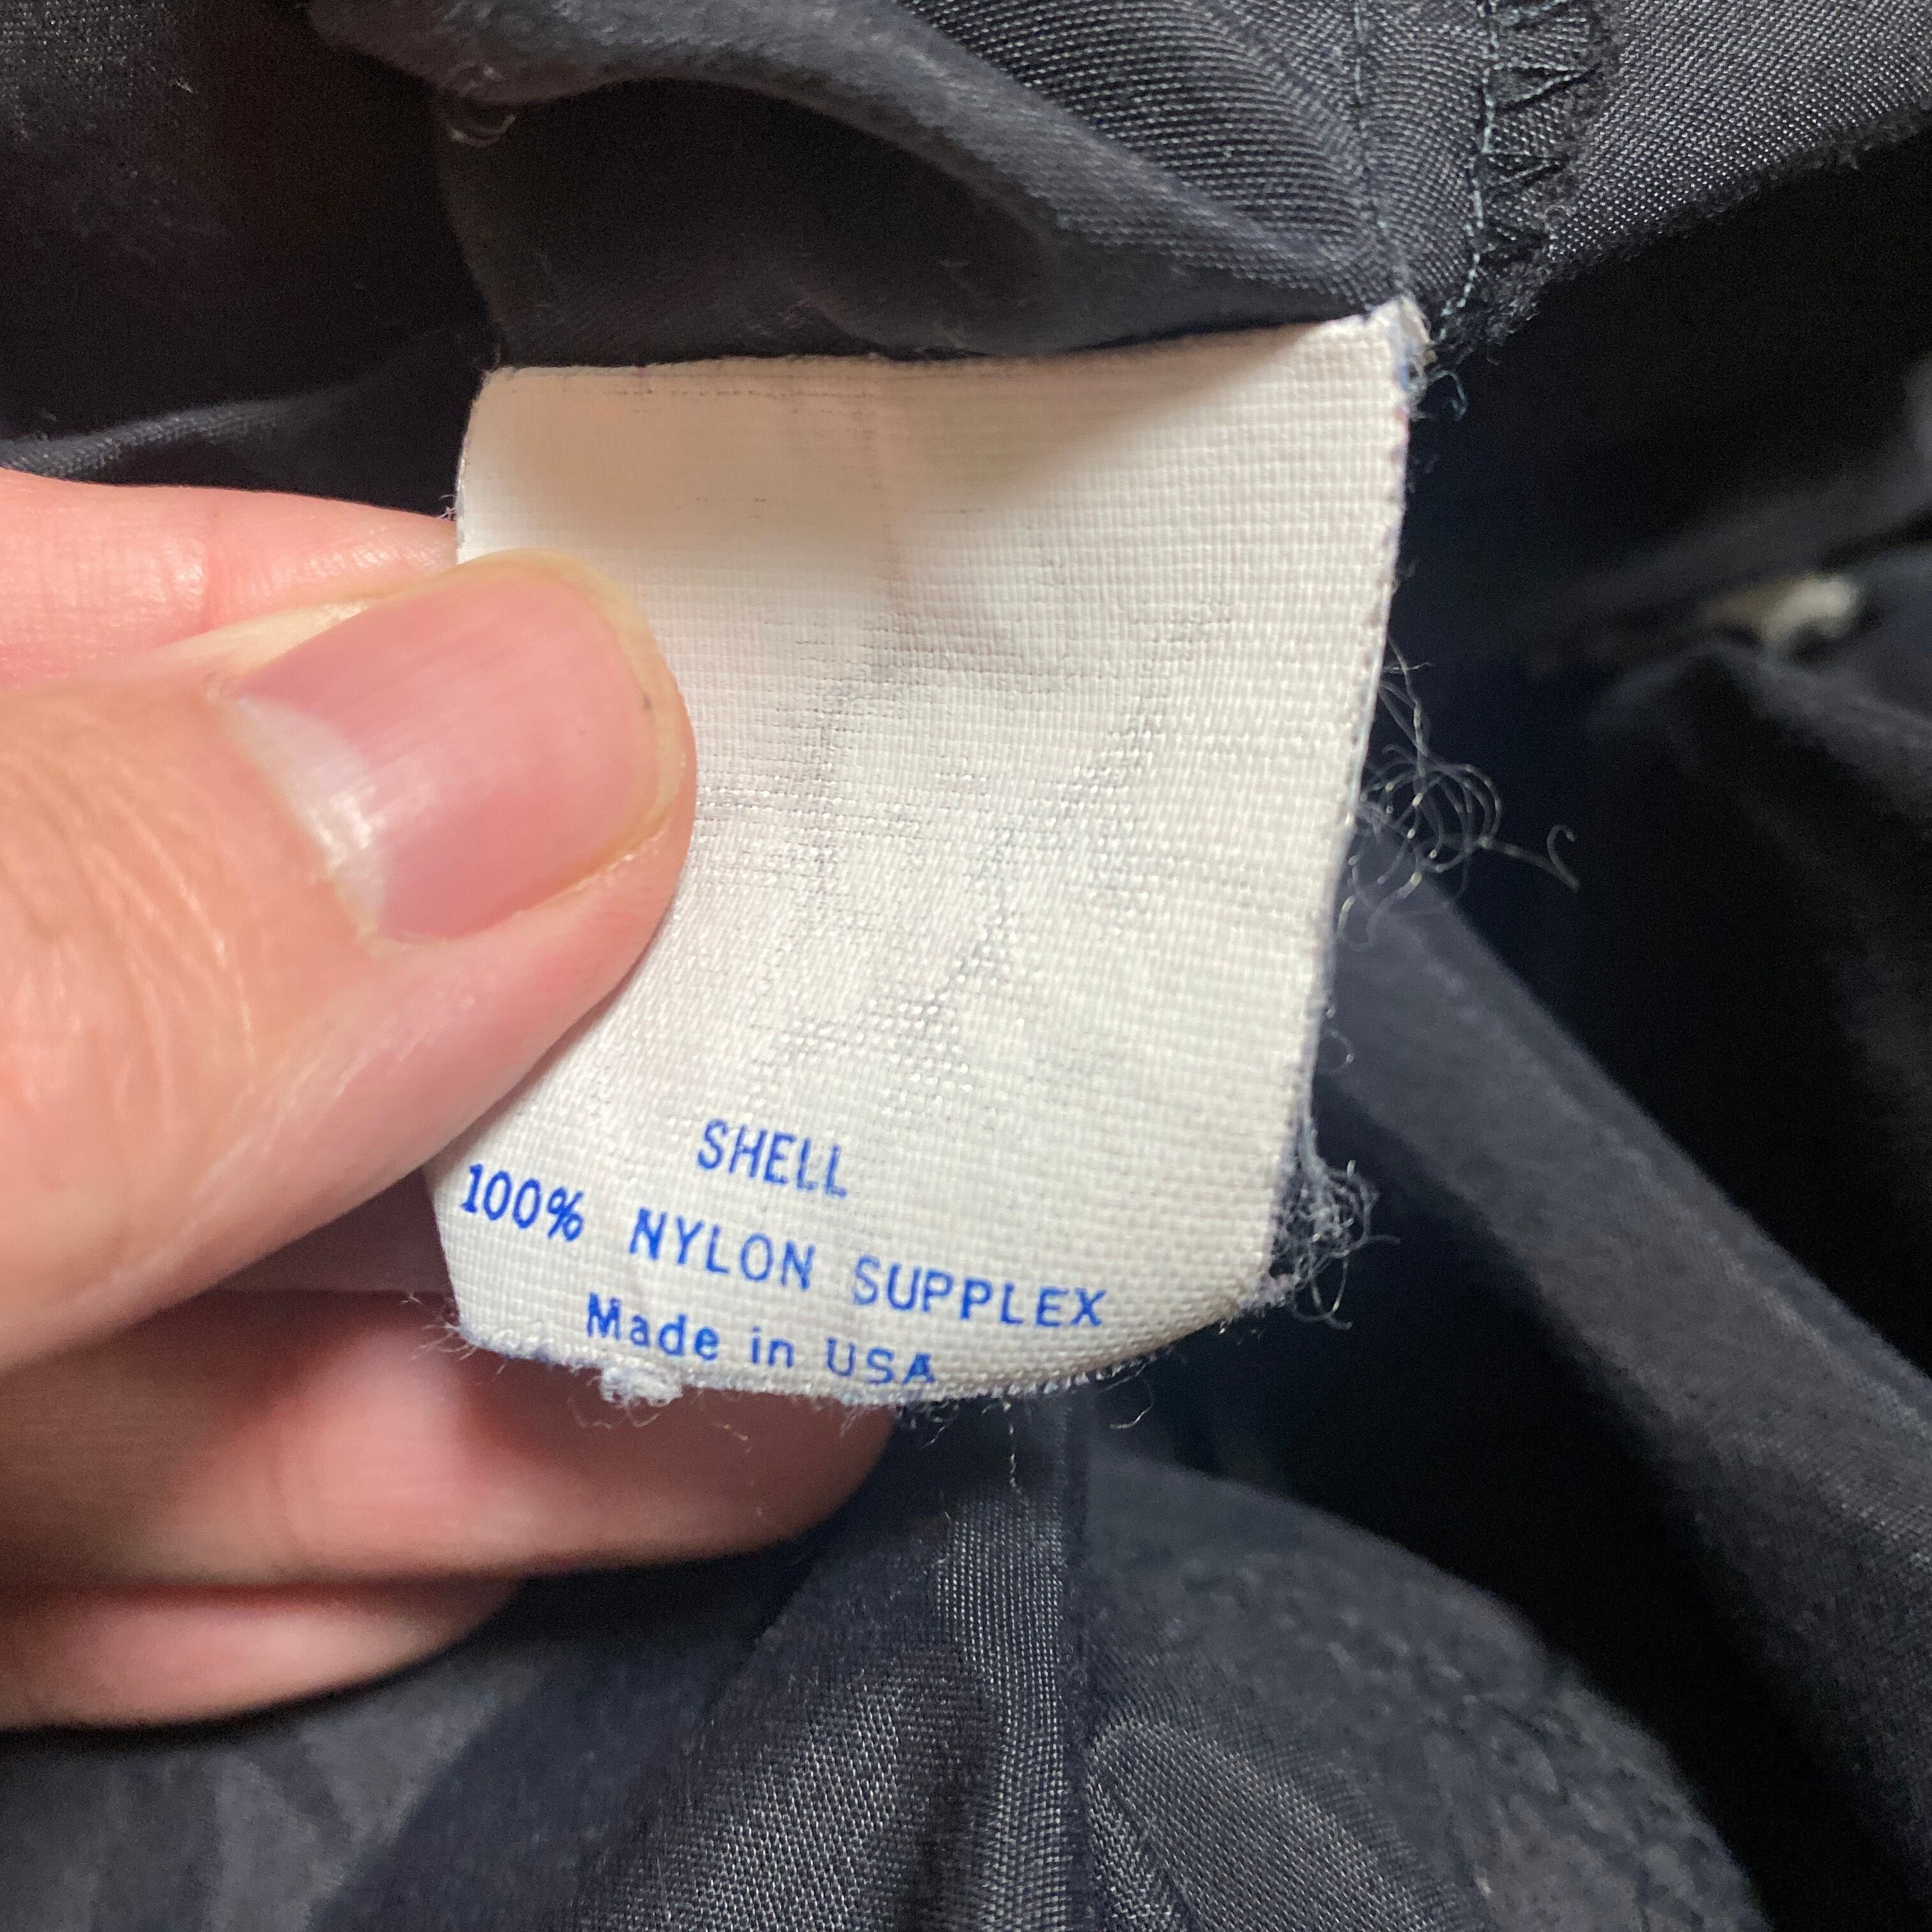 SHELL
100% NYLON SUPPLEX
Made in USA